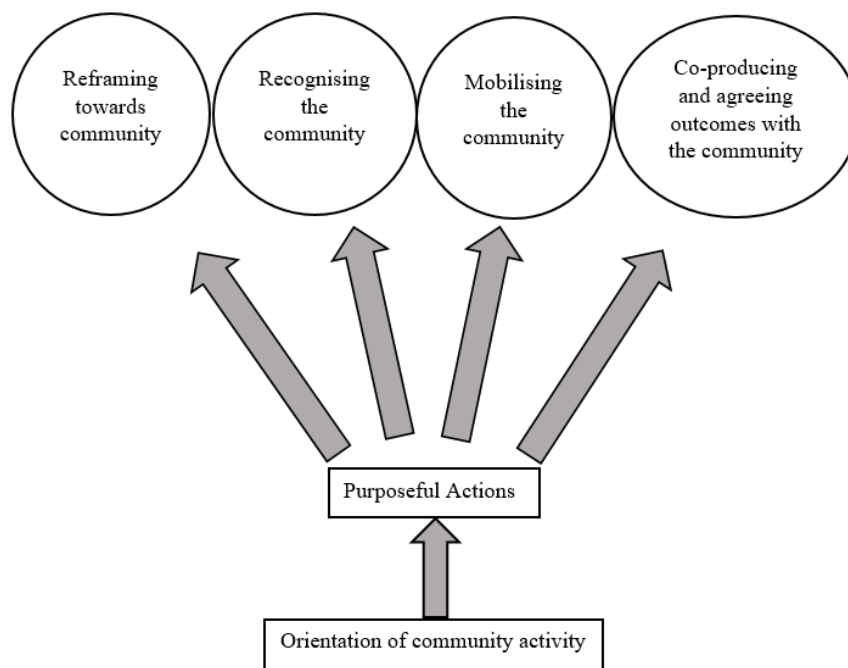 Reframing
towards
community
Recognising
the
community
Mobilising
the
community
Co-producing
and agreeing
outcomes with
the community
Purposeful Actions
Orientation of community activity